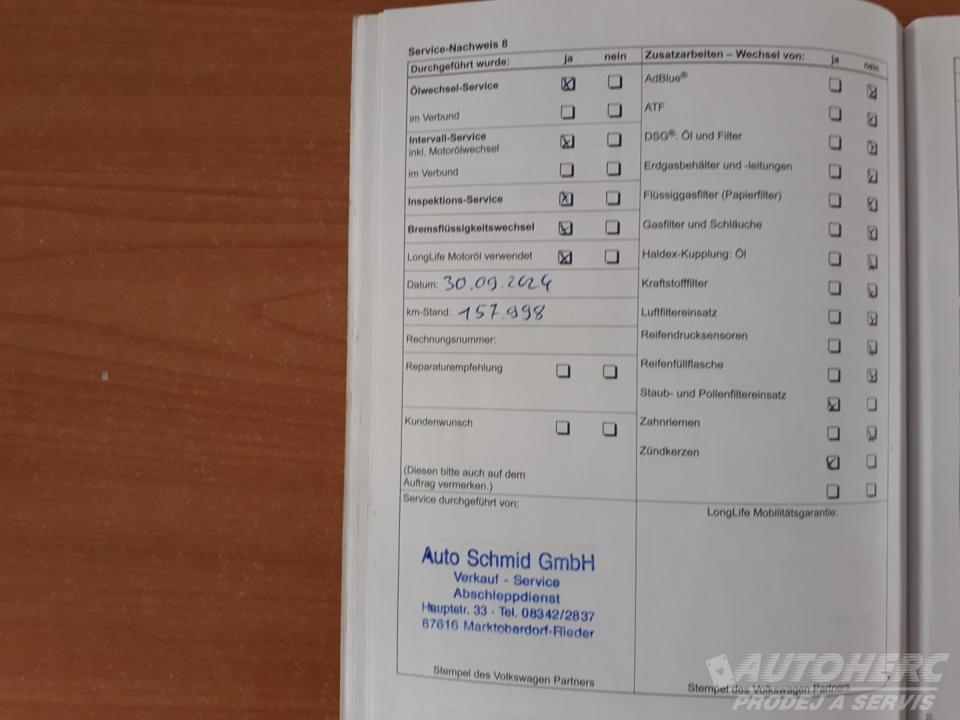 Service-Nachweis 8
Durchgeführt wurde: ja nein
Ölwechsel-Service
im Verbund
Intervall-Service
inkl. Motorölwechsel
im Verbund
Inspektions-Service
Bremsflüssigkeitswechsel
LongLife Motoröl verwendet
Datum: 30.09.2024
km-Stand: 157.998
Rechnungsnummer:
Reparaturempfehlung
Kundenwunsch
(Diesen bitte auch auf dem
Auftrag vermerken.)
Service durchgeführt von:
Auto Schmid GmbH
Verkauf - Service
Abschleppdienst
Hauptstr. 33 - Tel. 08342/2837
87616 Marktoberdorf-Rieder
Stempel des Volkswagen Partners
Zusatzarbeiten – Wechsel von: ja nein
AdBlue®
ATF
DSG®: Öl und Filter
Erdgasbehälter und -leitungen
Flüssiggasfilter (Papierfilter)
Gasfilter und Schläuche
Haldex-Kupplung: Öl
Kraftstofffilter
Luftfiltereinsatz
Reifendrucksensoren
Reifenfüllflasche
Staub- und Pollenfiltereinsatz
Zahnriemen
Zündkerzen
LongLife Mobilitätsgarantie:
Stempel des Volkswagen Partners
AUTOHERC
PRODEJ A SERVIS